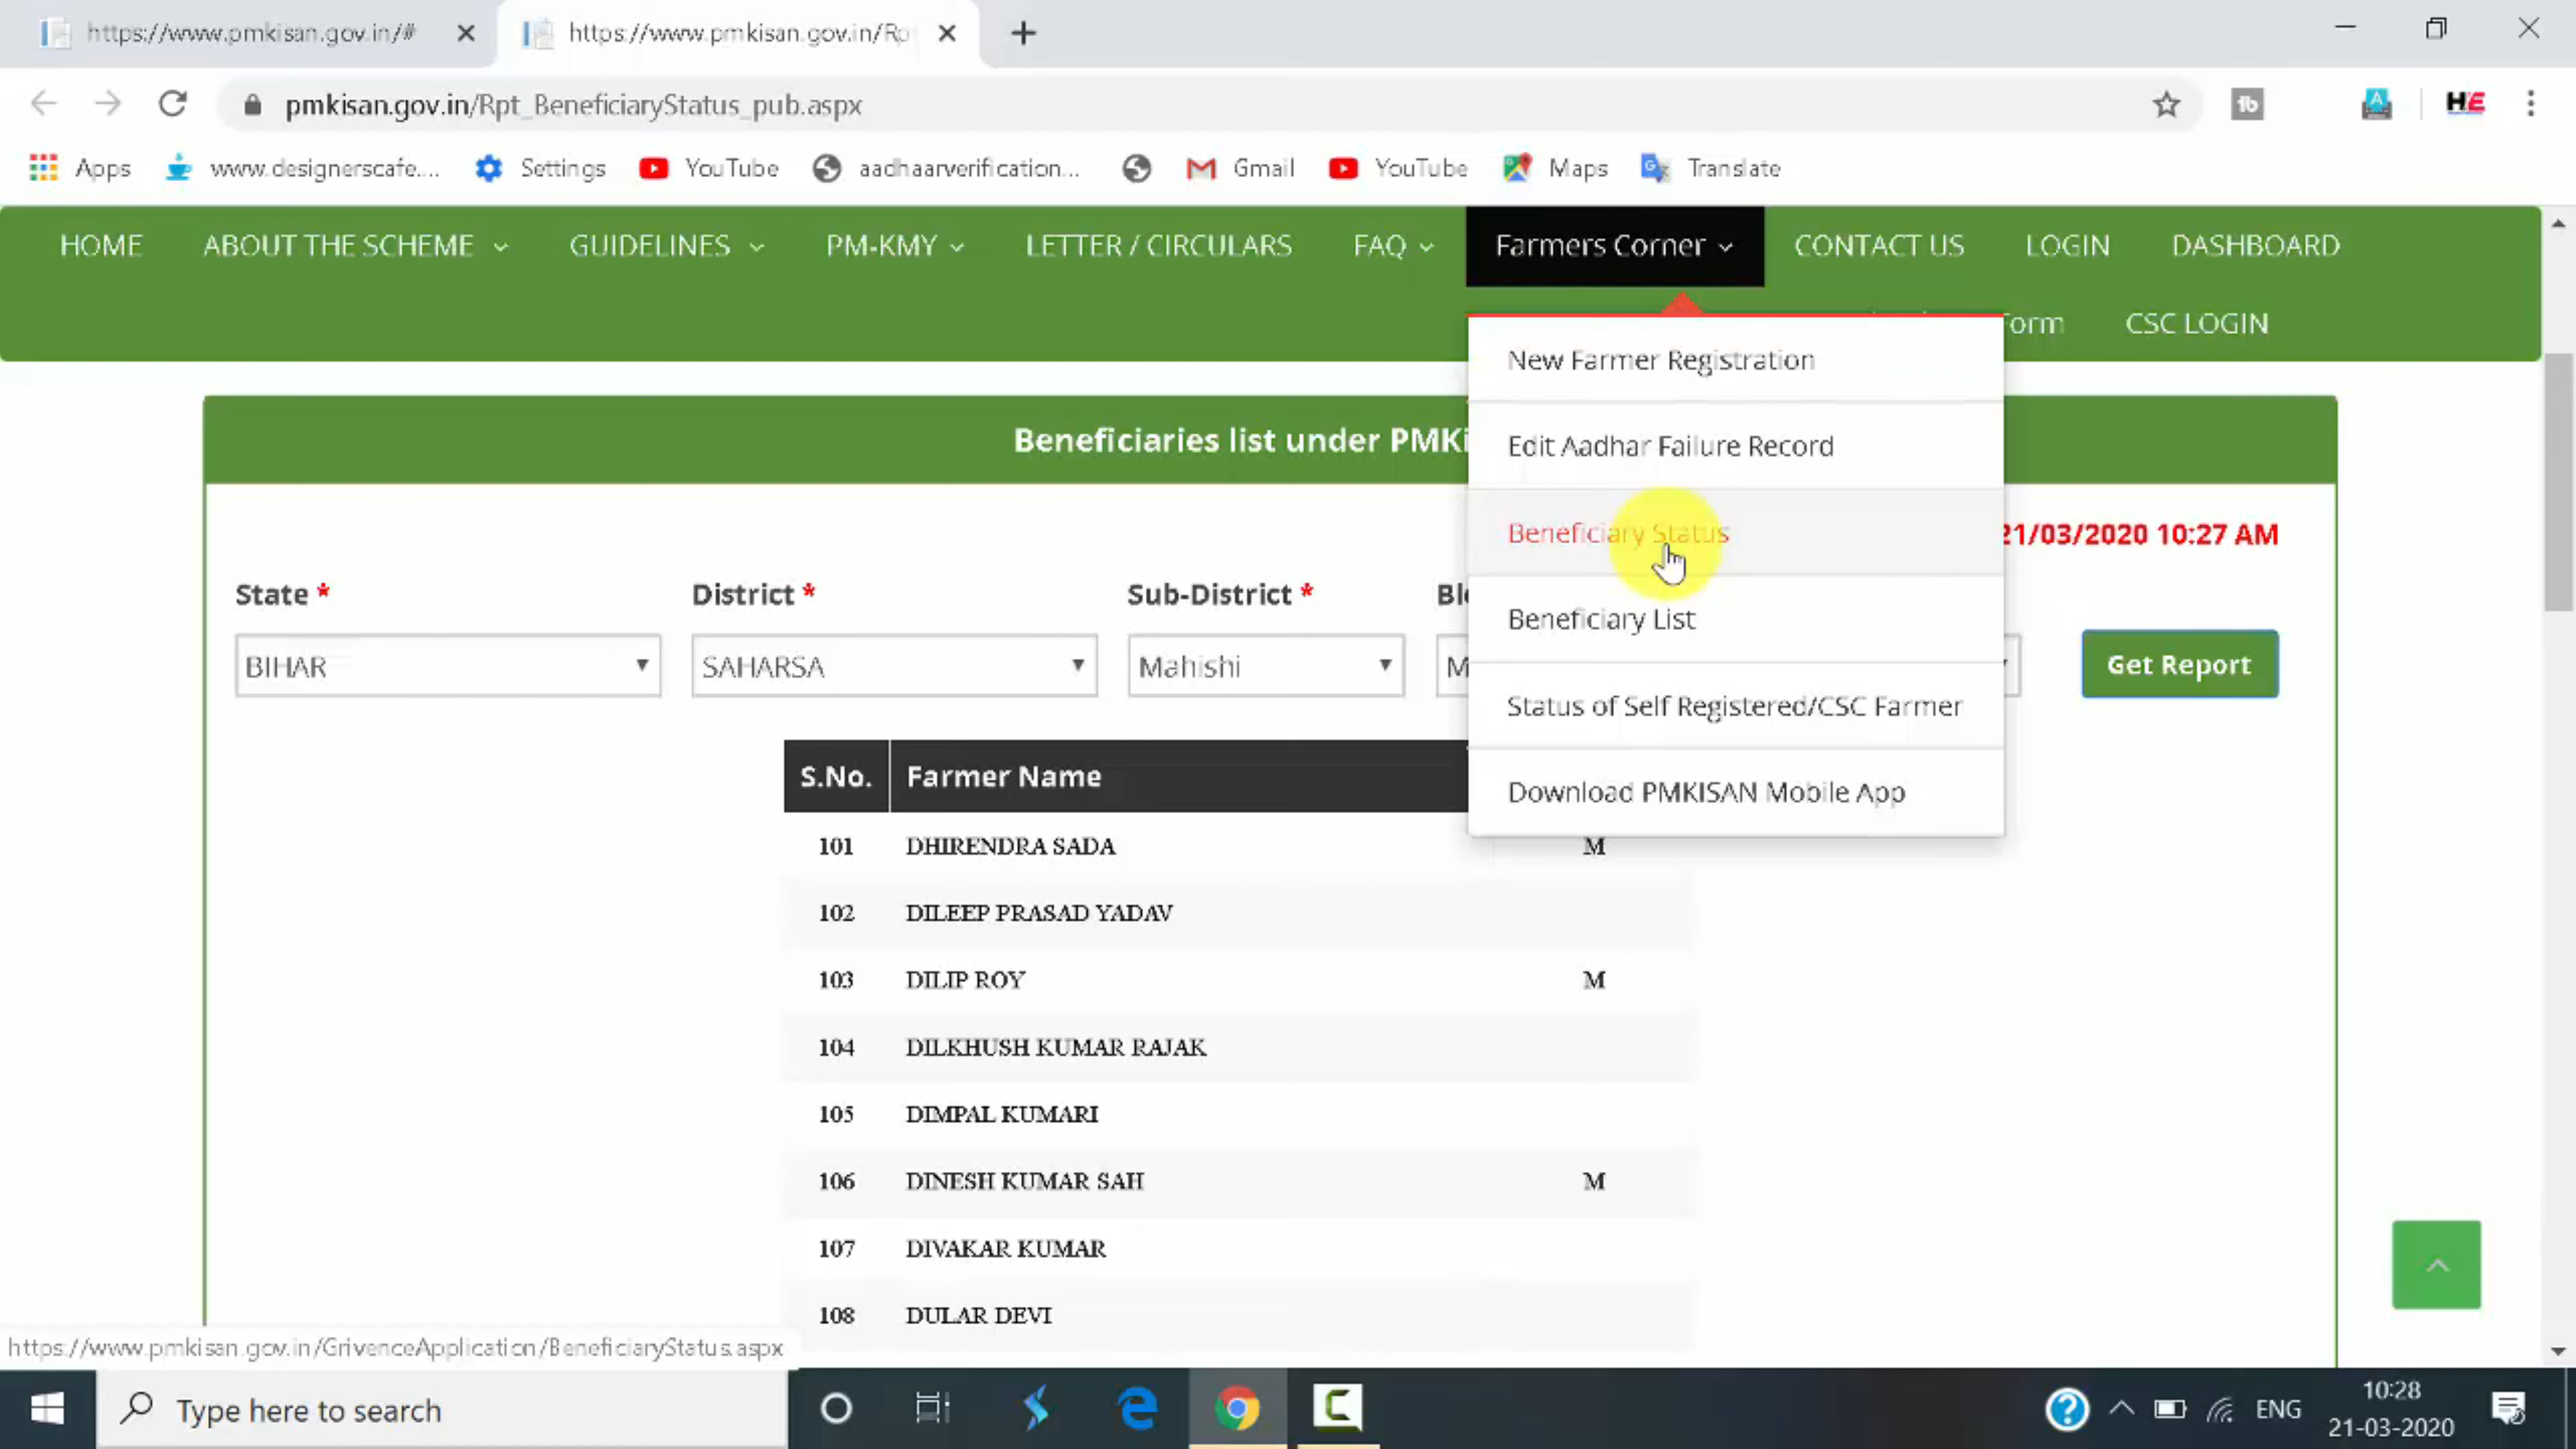 https://www.pmkisan.gov.in/#
https://www.pmkisan.gov.in/Rp
pmkisan.gov.in/Rpt_BeneficiaryStatus_pub.aspx
HE
Apps www.designerscafe.... Settings YouTube aadhaarverification... Gmail YouTube Maps Translate
HOME ABOUT THE SCHEME GUIDELINES PM-KMY LETTER / CIRCULARS FAQ Farmers Corner CONTACT US LOGIN DASHBOARD
CSC LOGIN
New Farmer Registration
Edit Aadhar Failure Record
Beneficiary Status
Beneficiary List
Status of Self Registered/CSC Farmer
Download PMKISAN Mobile App
Beneficiaries list under PMKi
21/03/2020 10:27 AM
State * District * Sub-District *
BIHAR SAHARSA Mahishi M Get Report
S.No. Farmer Name
101 DHIRENDRA SADA M
102 DILEEP PRASAD YADAV
103 DILIP ROY M
104 DILKHUSH KUMAR RAJAK
105 DIMPAL KUMARI
106 DINESH KUMAR SAH M
107 DIVAKAR KUMAR
108 DULAR DEVI
https://www.pmkisan.gov.in/GrivenceApplication/BeneficiaryStatus.aspx
Type here to search
ENG
10:28
21-03-2020